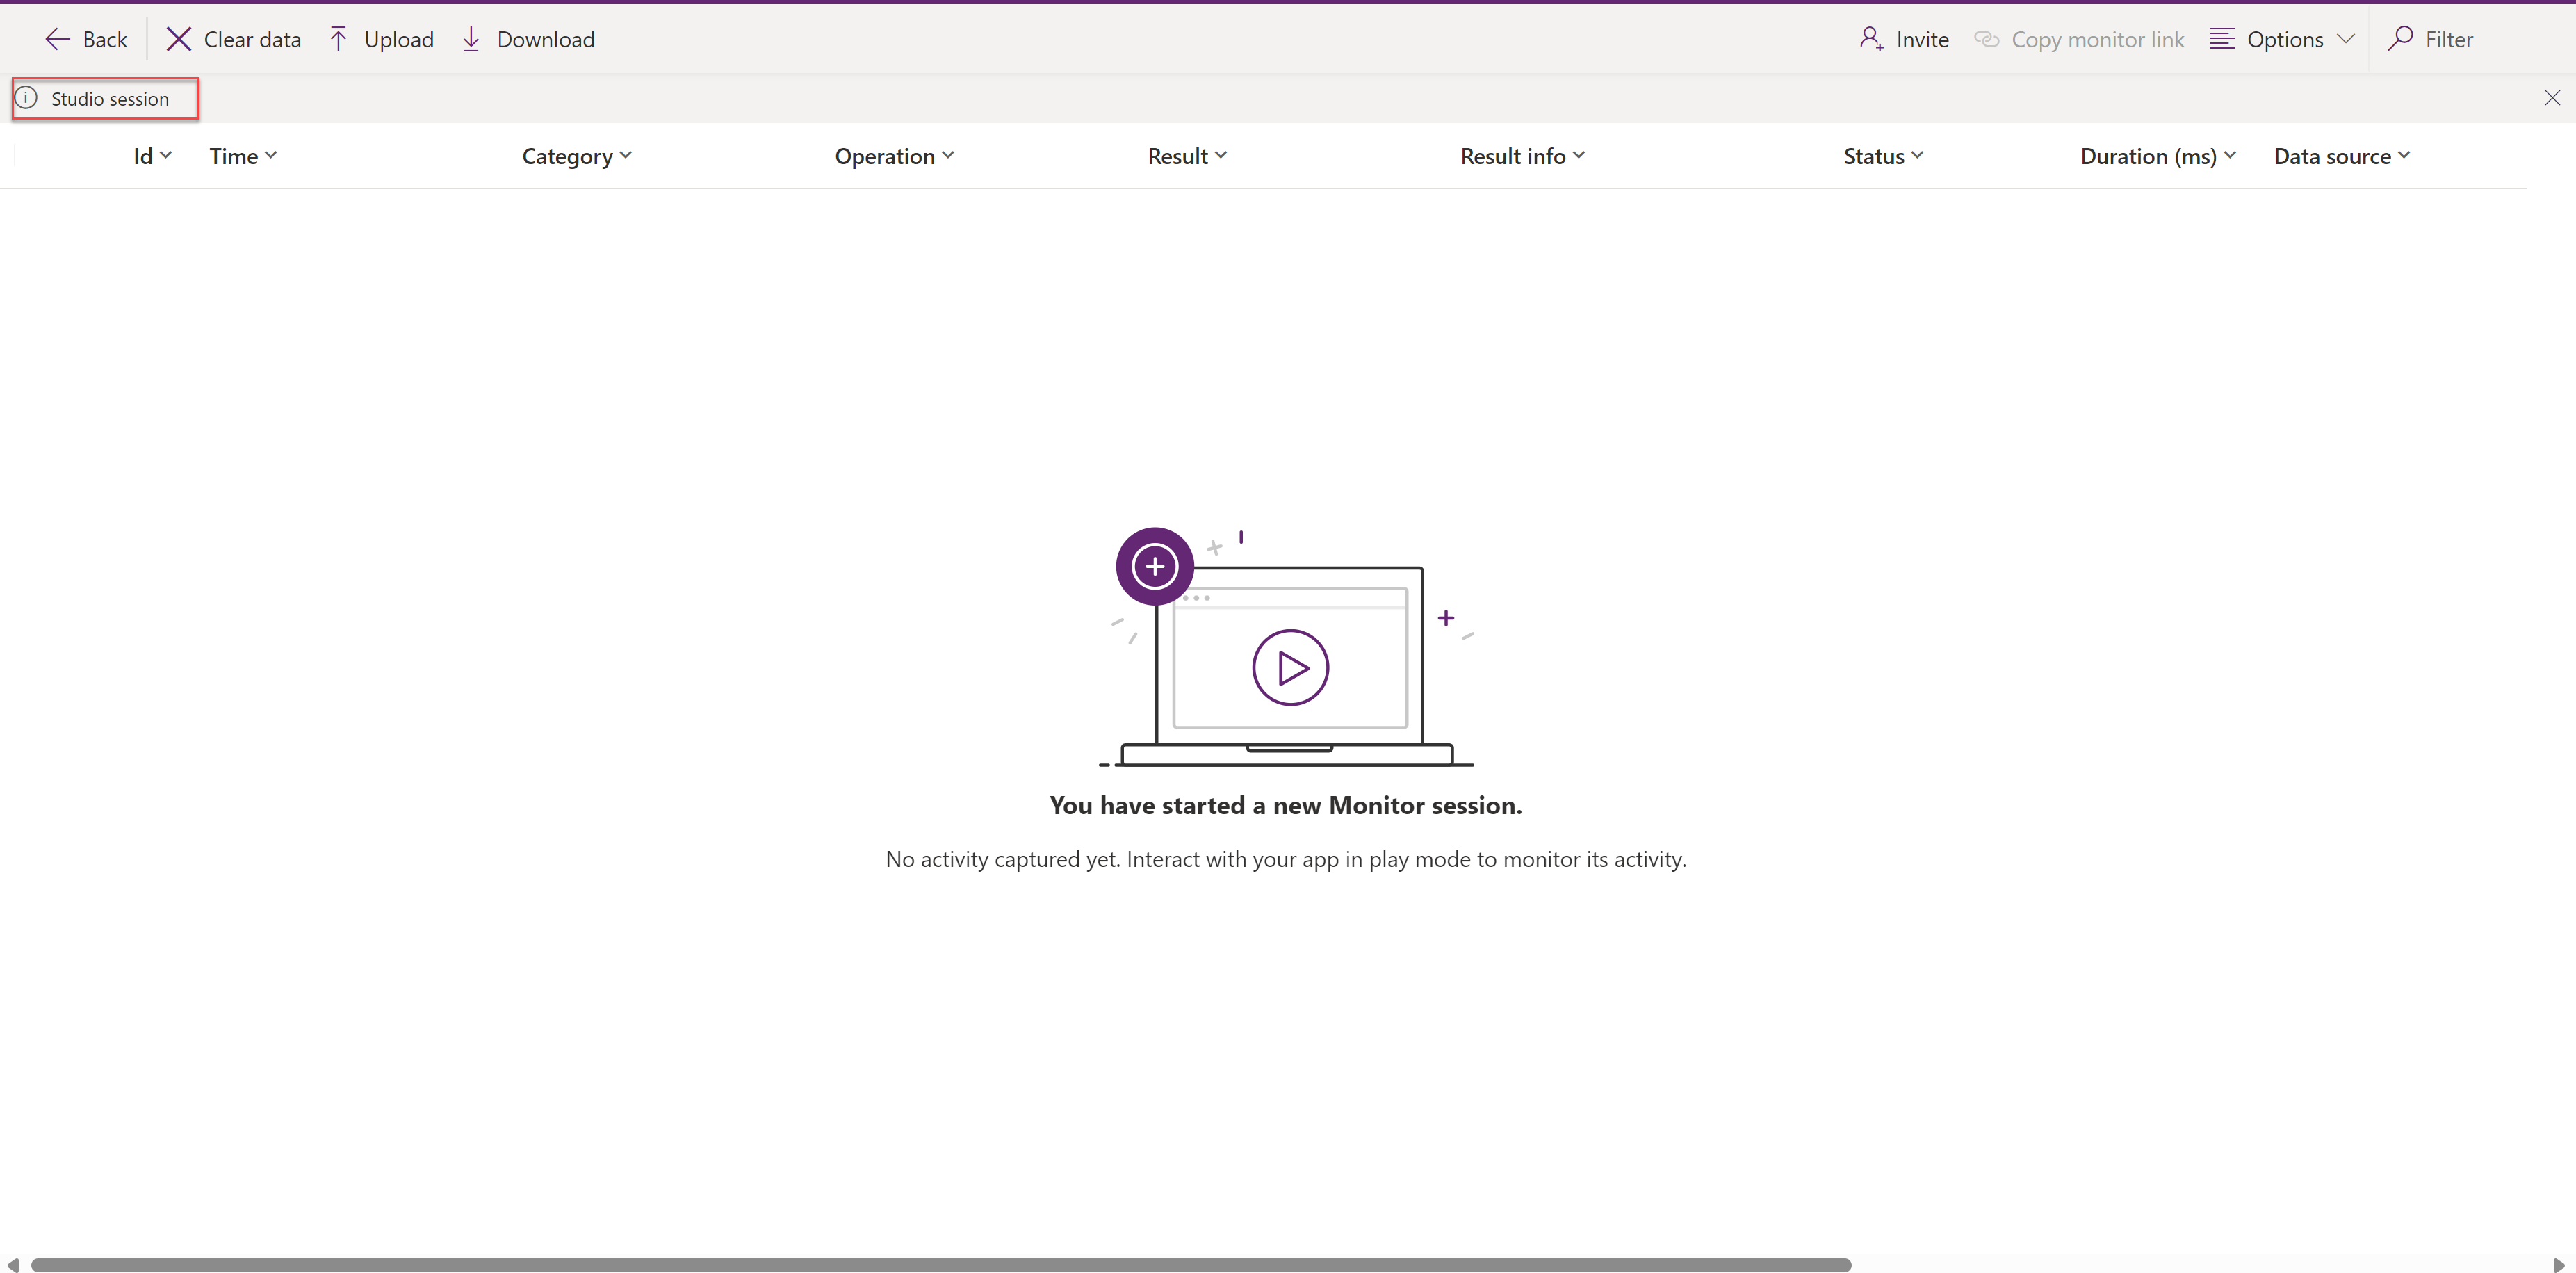 Back Clear data Upload Download Invite Copy monitor link Options Filter
Studio session
Id Time Category Operation Result Result info Status Duration (ms) Data source
You have started a new Monitor session.
No activity captured yet. Interact with your app in play mode to monitor its activity.